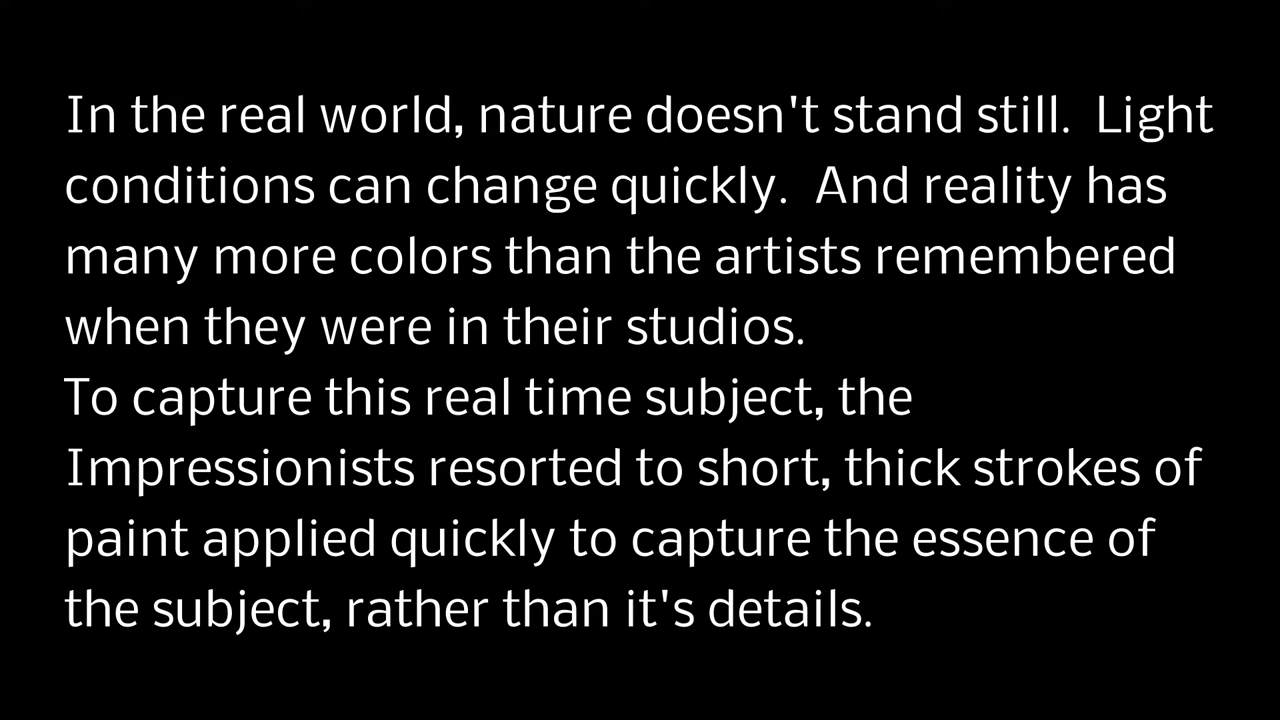 In the real world, nature doesn't stand still.  Light
conditions can change quickly.  And reality has
many more colors than the artists remembered
when they were in their studios.
To capture this real time subject, the
Impressionists resorted to short, thick strokes of
paint applied quickly to capture the essence of
the subject, rather than it's details.